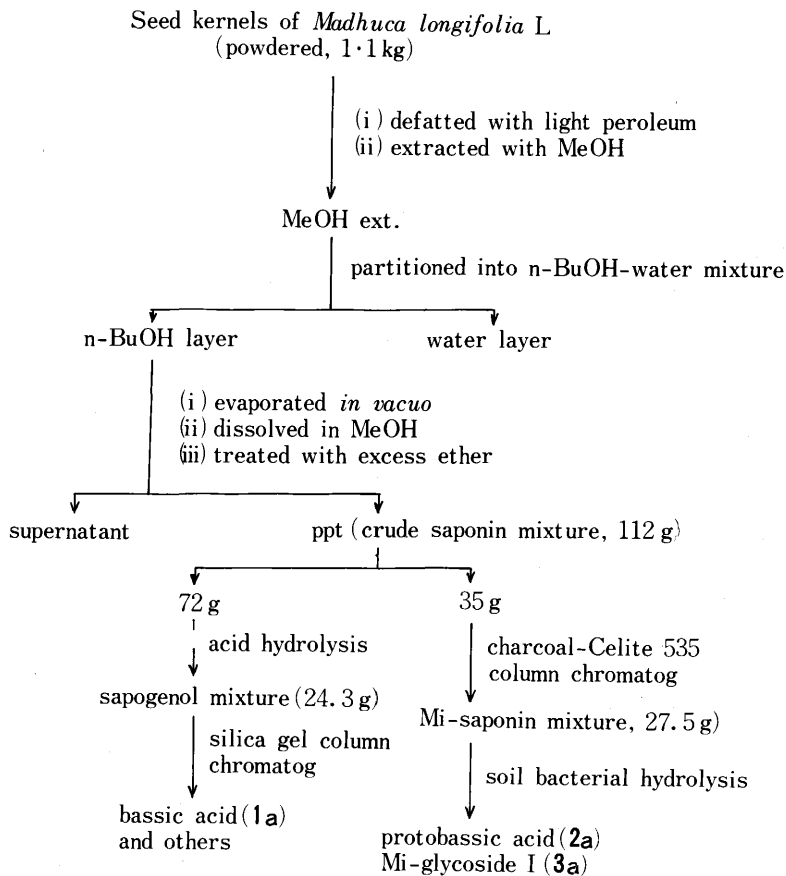 Seed kernels of Madhuca longifolia L
(powdered, 1·1 kg)
(i) defatted with light peroleum
(ii) extracted with MeOH
MeOH ext.
partitioned into n-BuOH-water mixture
n-BuOH layer
water layer
(i) evaporated in vacuo
(ii) dissolved in MeOH
(iii) treated with excess ether
supernatant
ppt (crude saponin mixture, 112 g)
72 g
35 g
acid hydrolysis
charcoal-Celite 535
column chromatog
sapogenol mixture (24.3 g)
Mi-saponin mixture, 27.5 g)
silica gel column
chromatog
soil bacterial hydrolysis
bassic acid (1a)
and others
protobassic acid (2a)
Mi-glycoside I (3a)